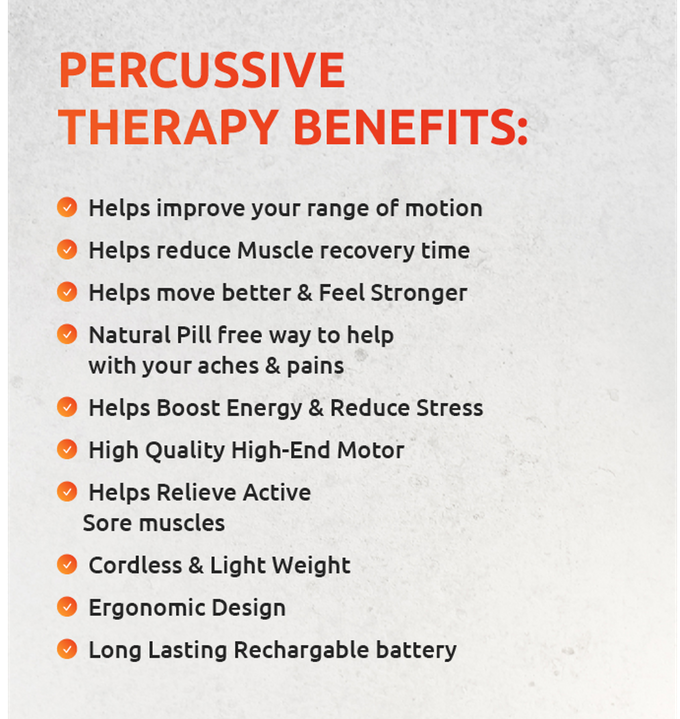 PERCUSSIVE
THERAPY BENEFITS:
Helps improve your range of motion
Helps reduce Muscle recovery time
Helps move better & Feel Stronger
Natural Pill free way to help
with your aches & pains
Helps Boost Energy & Reduce Stress
High Quality High-End Motor
Helps Relieve Active
Sore muscles
Cordless & Light Weight
Ergonomic Design
Long Lasting Rechargable battery